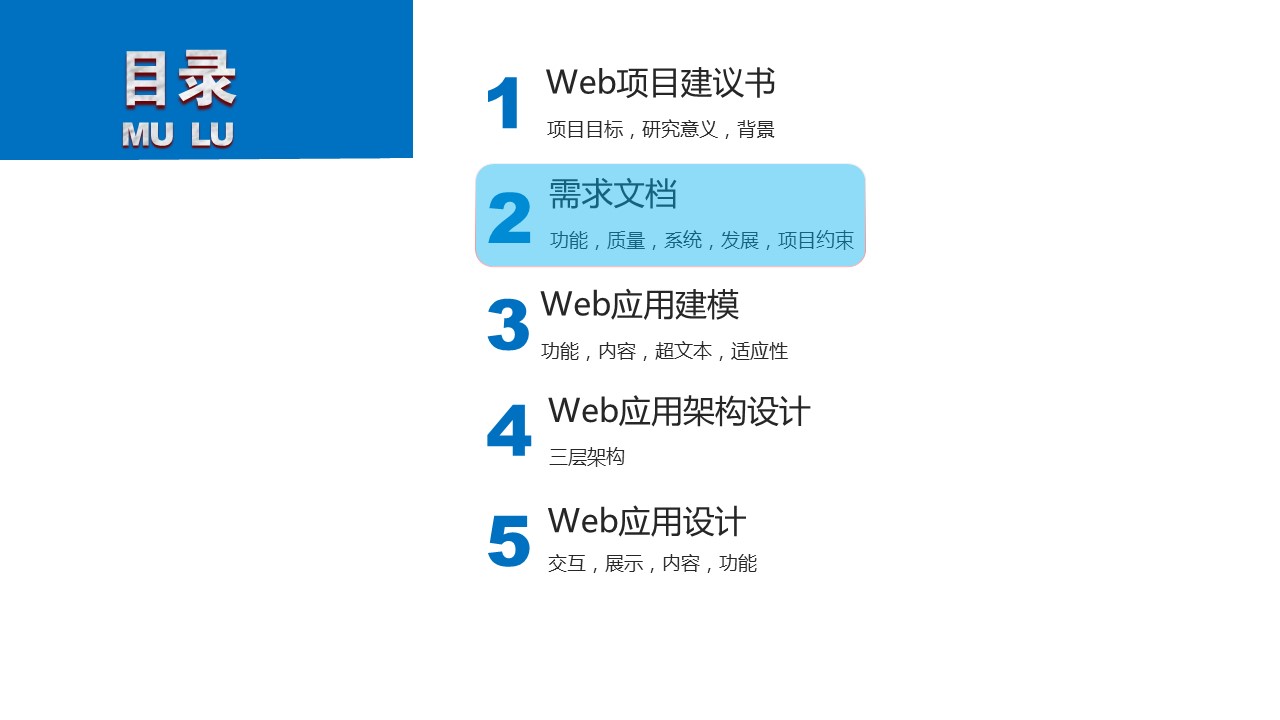 目录
MU LU
1
Web项目建议书
项目目标，研究意义，背景
2
需求文档
功能，质量，系统，发展，项目约束
3
Web应用建模
功能，内容，超文本，适应性
4
Web应用架构设计
三层架构
5
Web应用设计
交互，展示，内容，功能